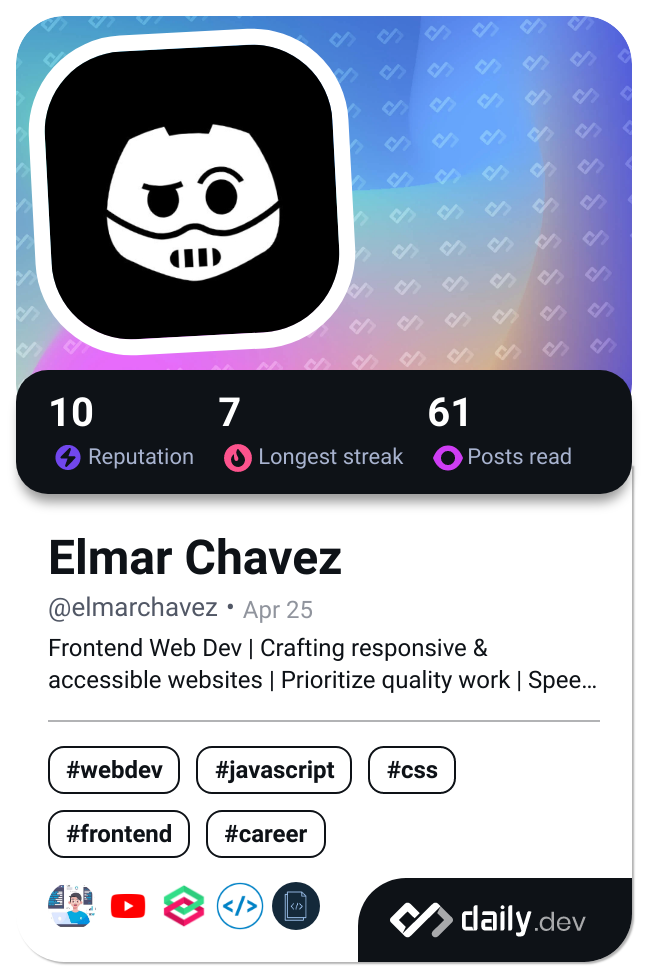 10 7 61
Reputation Longest streak Posts read
Elmar Chavez
@elmarchavez • Apr 25
Frontend Web Dev | Crafting responsive &
accessible websites | Prioritize quality work | Spee...
#webdev #javascript #css
#frontend #career
</> </>
daily.dev